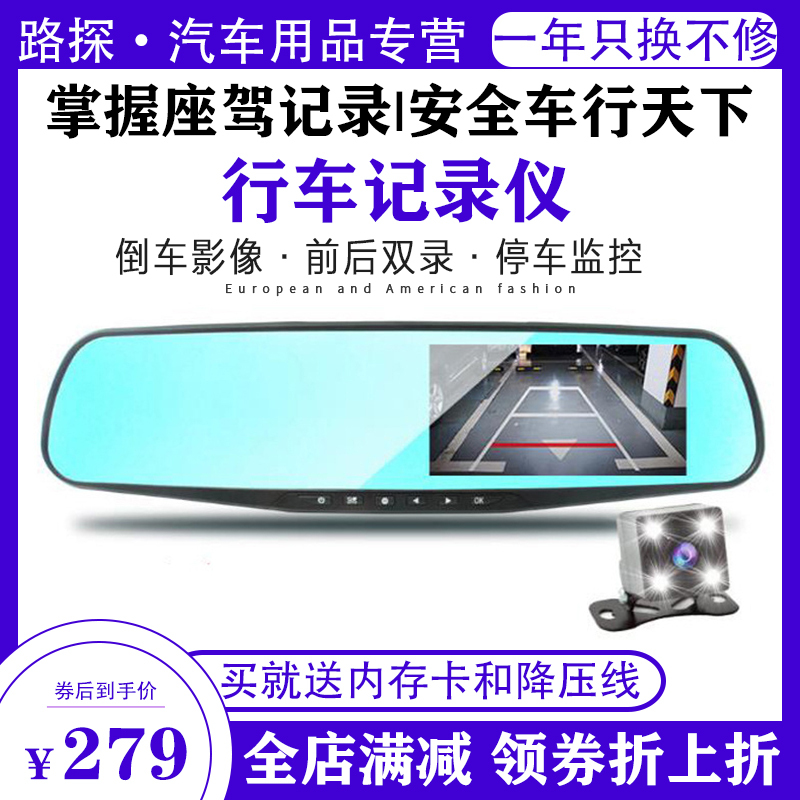 路探·汽车用品专营 一年只换不修
掌握座驾记录|安全车行天下
行车记录仪
倒车影像·前后双录·停车监控
European and American fashion
OK
买就送内存卡和降压线
券后到手价
¥279
全店满减 领券折上折